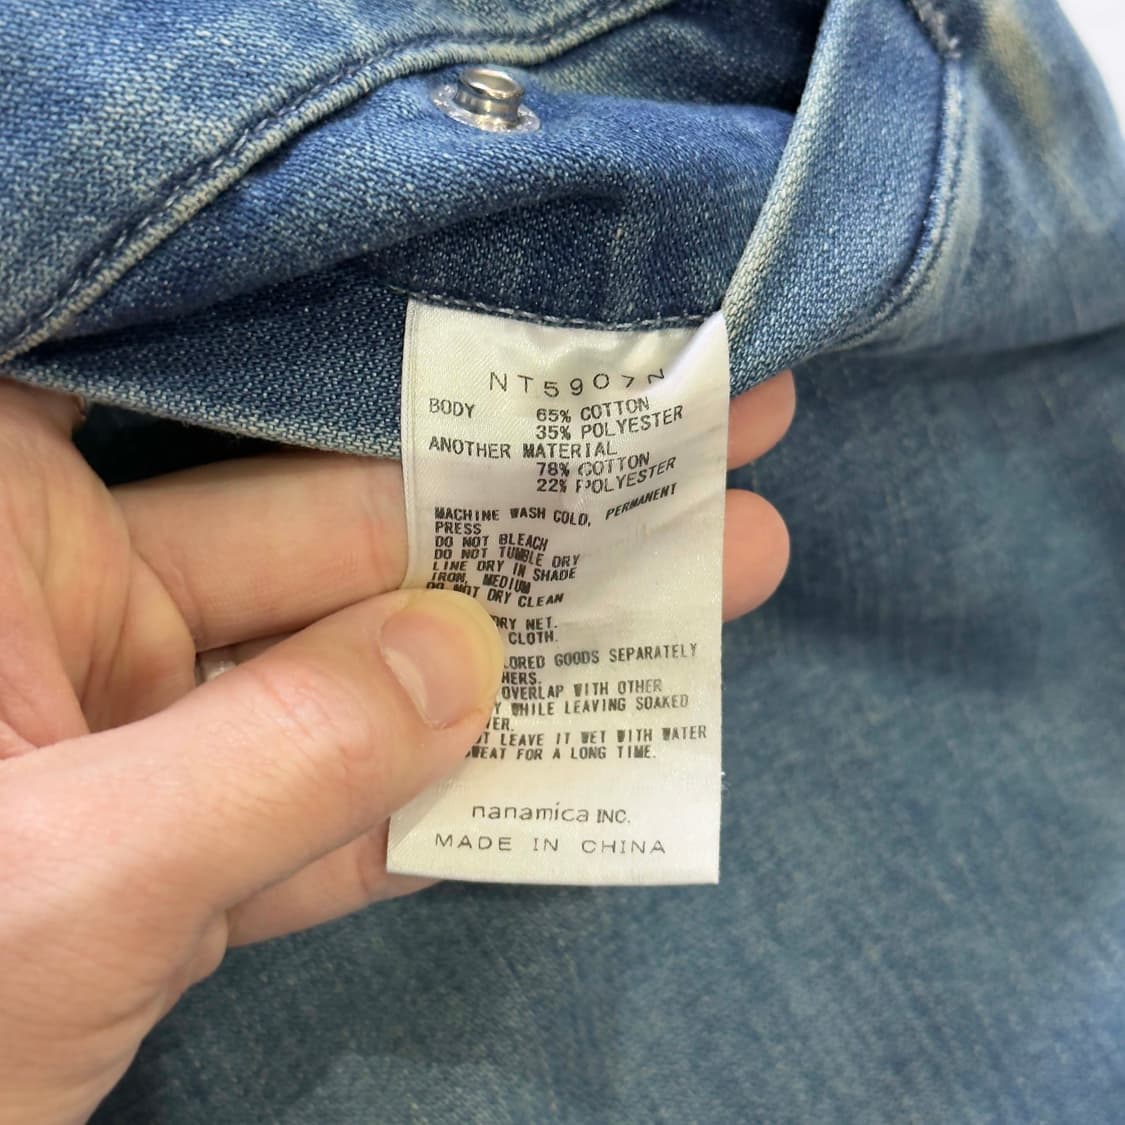 NT5907N
BODY 65% COTTON
35% POLYESTER
ANOTHER MATERIAL
78% COTTON
22% POLYESTER
MACHINE WASH COLD, PERMANENT
PRESS
DO NOT BLEACH
DO NOT TUMBLE DRY
LINE DRY IN SHADE
IRON, MEDIUM
DO NOT DRY CLEAN
NET.
CLOTH.
GOODS SEPARATELY
OVERLAP WITH OTHER
WHILE LEAVING SOAKED
LEAVE IT WET WITH WATER
FOR A LONG TIME.
nanamica INC.
MADE IN CHINA